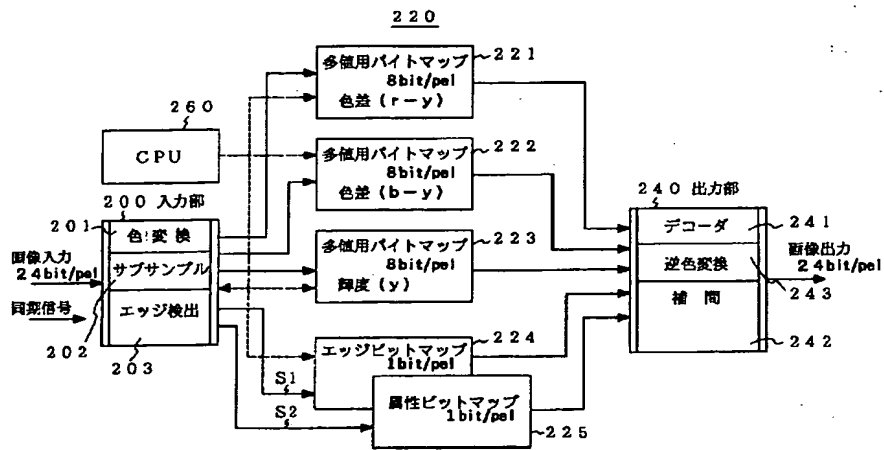 ２２０
２２１
多値用バイトマップ
8bit/pel
色差（ｒ－ｙ）
２６０
ＣＰＵ
２２２
多値用バイトマップ
8bit/pel
色差（ｂ－ｙ）
２００ 入力部
２０１
色変換
画像入力
24bit/pel
サブサンプル
同期信号
エッジ検出
２０２
２０３
２２３
多値用バイトマップ
8bit/pel
輝度（ｙ）
２２４
エッジビットマップ
1bit/pel
Ｓ１
属性ビットマップ
1bit/pel
Ｓ２
２２５
２４０ 出力部
デコーダ
２４１
画像出力
24bit/pel
逆色変換
２４３
補間
２４２